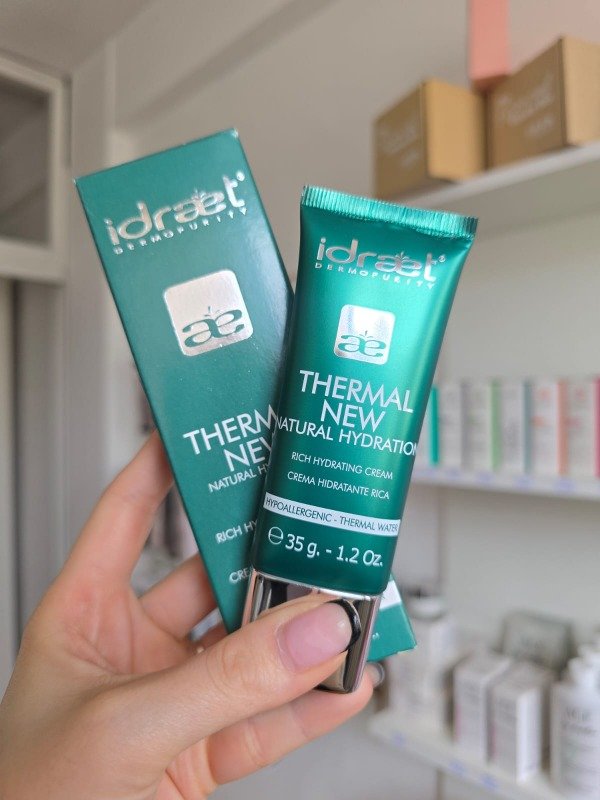 idraet®
DERMOPURITY
ae
THERM
NEW
NATURAL HY
RICH HY
CRE
idraet®
DERMOPURITY
ae
THERMAL
NEW
NATURAL HYDRATION
RICH HYDRATING CREAM
CREMA HIDRATANTE RICA
HYPOALLERGENIC - THERMAL WATER
℮ 35 g. - 1.2 Oz.